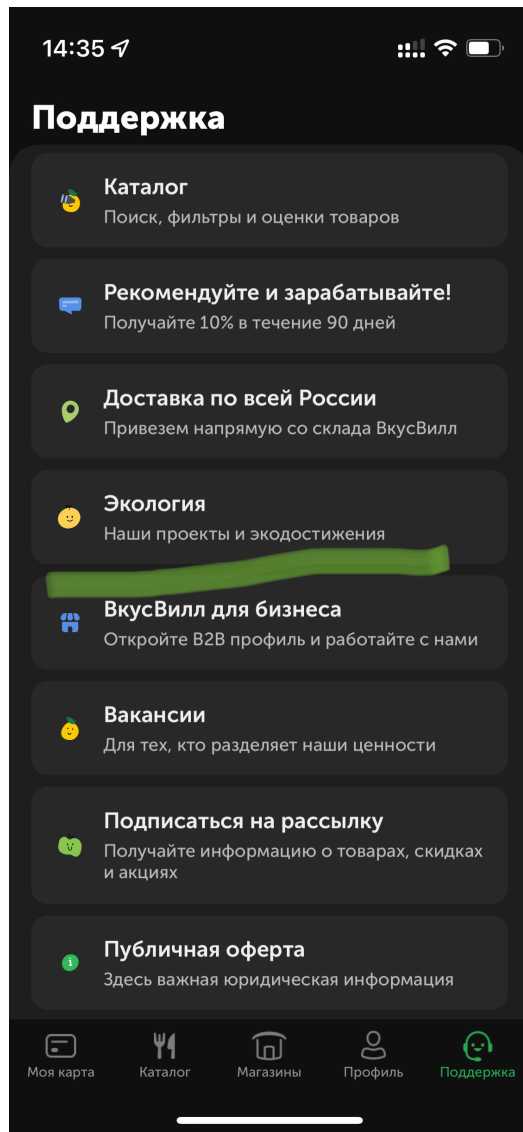 14:35
Поддержка
Каталог
Поиск, фильтры и оценки товаров
Рекомендуйте и зарабатывайте!
Получайте 10% в течение 90 дней
Доставка по всей России
Привезем напрямую со склада ВкусВилл
Экология
Наши проекты и экодостижения
ВкусВилл для бизнеса
Откройте B2B профиль и работайте с нами
Вакансии
Для тех, кто разделяет наши ценности
Подписаться на рассылку
Получайте информацию о товарах, скидках
и акциях
Публичная оферта
Здесь важная юридическая информация
Моя карта Каталог Магазины Профиль Поддержка